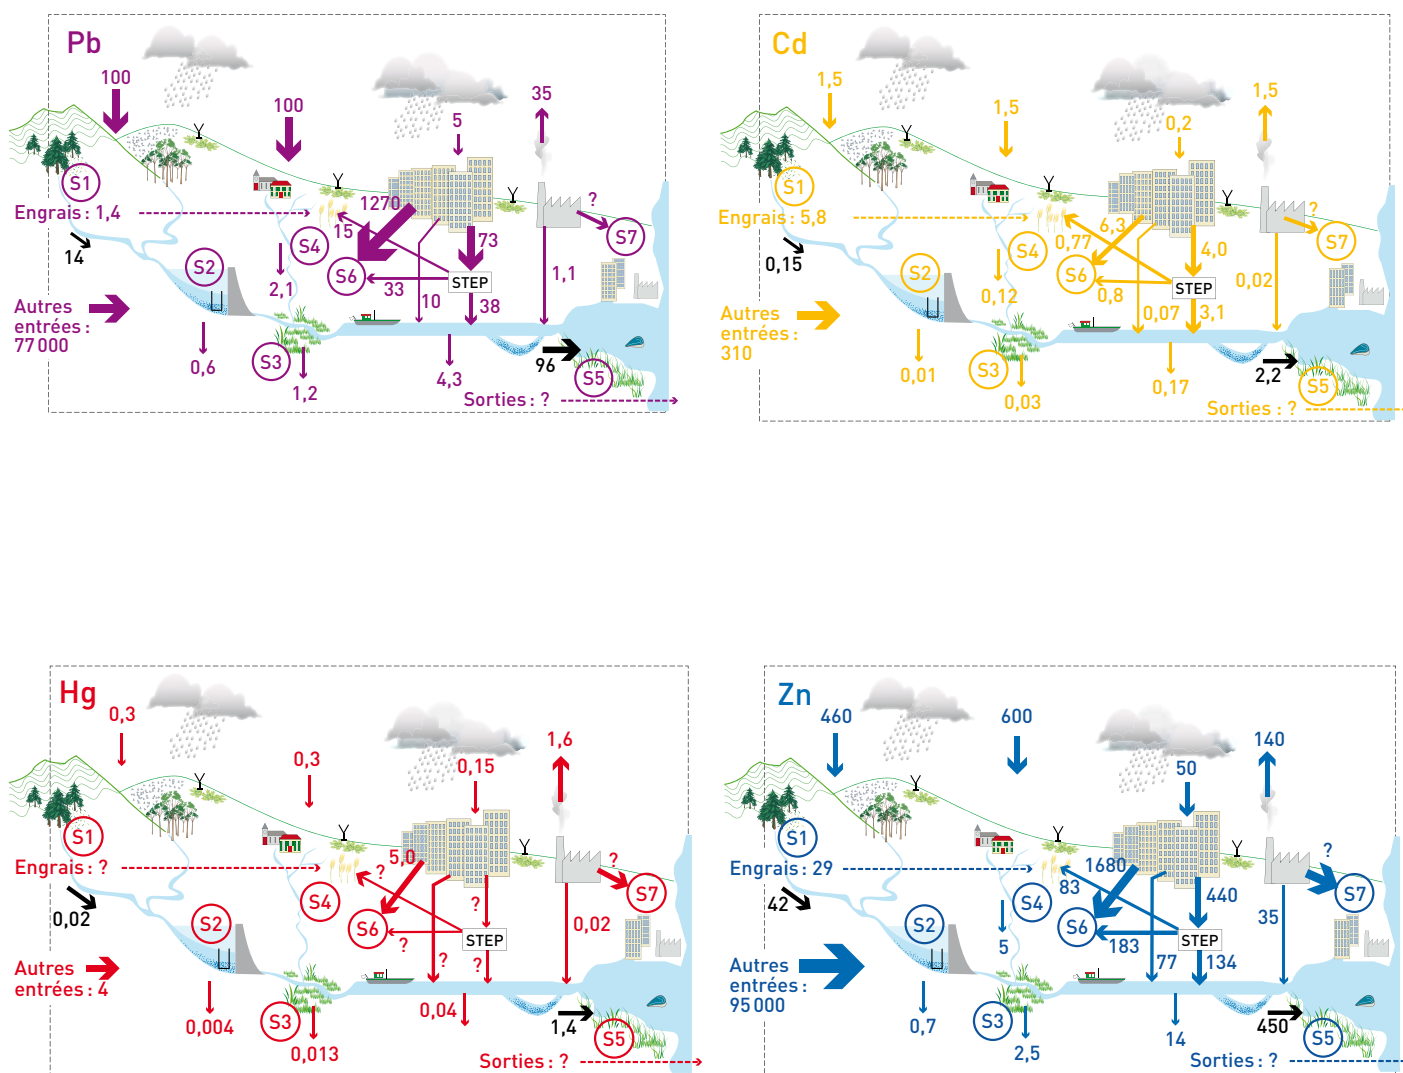 Pb
100
100
5
35
S1
Engrais : 1,4
14
1270
15
S4
73
?
S7
S2
S6
33
10
STEP
1,1
2,1
38
Autres
entrées :
77 000
0,6
S3
1,2
4,3
96
S5
Sorties : ?
Cd
1,5
1,5
0,2
1,5
S1
Engrais : 5,8
0,15
6,3
0,77
S4
4,0
?
S7
S2
S6
0,8
0,07
STEP
0,02
0,12
3,1
Autres
entrées :
310
0,01
S3
0,03
0,17
2,2
S5
Sorties : ?
Hg
0,3
0,3
0,15
1,6
S1
Engrais : ?
0,02
5,0
?
S4
?
?
S7
S2
S6
?
?
STEP
?
0,02
Autres
entrées : 4
0,004
S3
0,013
0,04
1,4
S5
Sorties : ?
Zn
460
600
50
140
S1
Engrais : 29
42
1680
83
S4
440
?
S7
S2
S6
183
77
STEP
134
35
5
Autres
entrées :
95 000
0,7
S3
2,5
14
450
S5
Sorties : ?